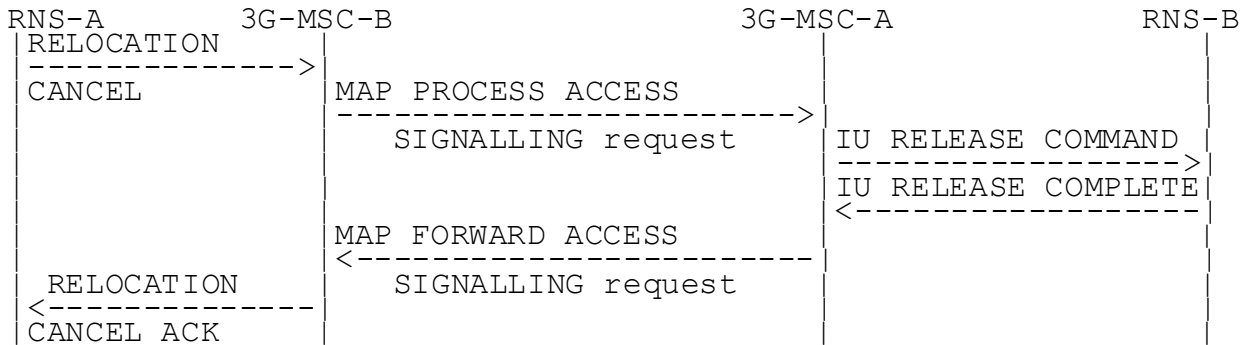 RNS-A 3G-MSC-B 3G-MSC-A RNS-B
RELOCATION
CANCEL MAP PROCESS ACCESS
SIGNALLING request IU RELEASE COMMAND
IU RELEASE COMPLETE
MAP FORWARD ACCESS
RELOCATION SIGNALLING request
CANCEL ACK